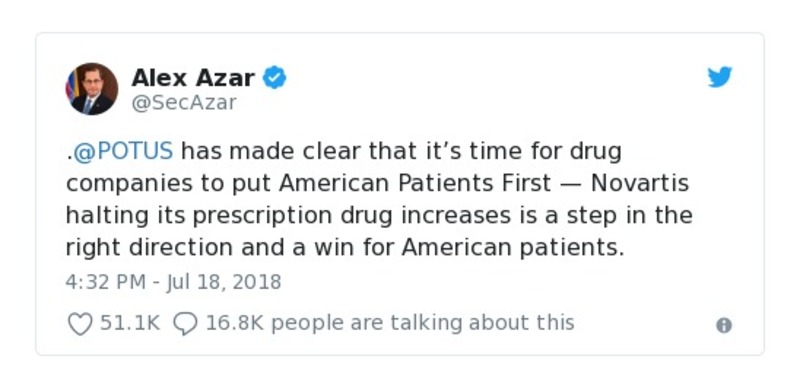 Alex Azar
@SecAzar
.@POTUS has made clear that it’s time for drug
companies to put American Patients First — Novartis
halting its prescription drug increases is a step in the
right direction and a win for American patients.
4:32 PM - Jul 18, 2018
51.1K 16.8K people are talking about this